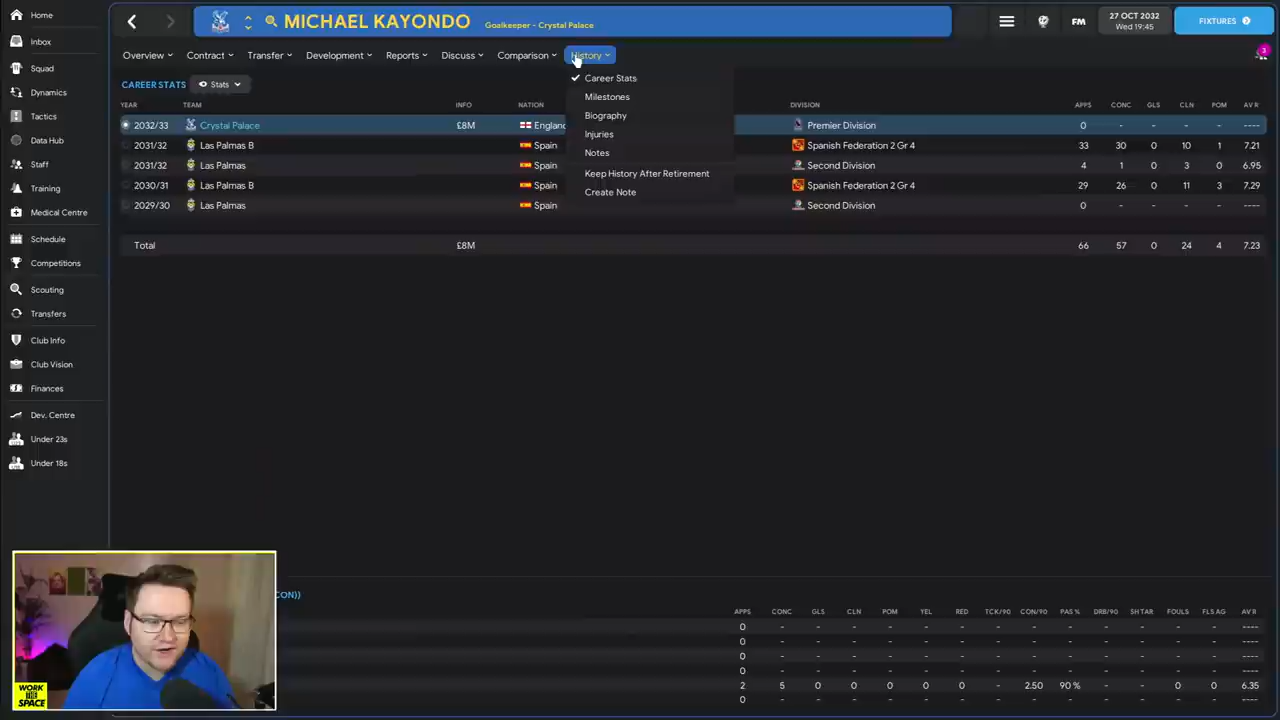 Home
MICHAEL KAYONDO
Goalkeeper - Crystal Palace
FM
27 OCT 2032
Wed 19:45
FIXTURES
Inbox
3
Overview Contract Transfer Development Reports Discuss Comparison History
Squad
Dynamics
Tactics
Data Hub
Staff
Training
Medical Centre
Schedule
Competitions
Scouting
Transfers
Club Info
Club Vision
Finances
Dev. Centre
Under 23s
Under 18s
CAREER STATS Stats
Career Stats
Milestones
Biography
Injuries
Notes
Keep History After Retirement
Create Note
YEAR TEAM INFO NATION DIVISION APPS CONC GLS CLN POM AV R
2032/33 Crystal Palace £8M England Premier Division 0 - - - - ----
2031/32 Las Palmas B Spain Spanish Federation 2 Gr 4 33 30 0 10 1 7.21
2031/32 Las Palmas Spain Second Division 4 1 0 3 0 6.95
2030/31 Las Palmas B Spain Spanish Federation 2 Gr 4 29 26 0 11 3 7.29
2029/30 Las Palmas Spain Second Division 0 - - - - ----
Total £8M 66 57 0 24 4 7.23
CON))
APPS CONC GLS CLN POM YEL RED TCK/90 CON/90 PAS % DRB/90 SH TAR FOULS FLS AG AV R
0 - - - - - - - - - - - - - ----
0 - - - - - - - - - - - - - ----
0 - - - - - - - - - - - - - ----
0 - - - - - - - - - - - - - ----
2 5 0 0 0 0 0 - 2.50 90 % - - 0 0 6.35
0 - - - - - - - - - - - - - ----
WORK
THE
SPACE